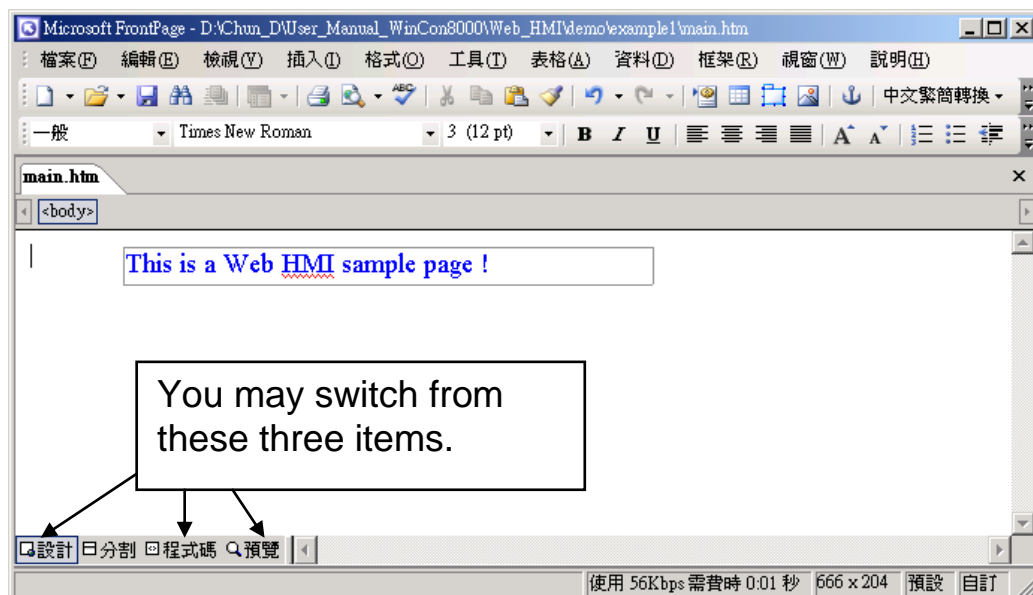 Microsoft FrontPage - D:\Chun_D\User_Manual_WinCon8000\Web_HMI\demo\example1\main.htm
檔案(F) 編輯(E) 檢視(V) 插入(I) 格式(O) 工具(T) 表格(A) 資料(D) 框架(R) 視窗(W) 說明(H)
中文繁簡轉換
一般 Times New Roman 3 (12 pt) B I U A A
main.htm
<body>
This is a Web HMI sample page !
You may switch from
these three items.
設計 分割 程式碼 預覽
使用 56Kbps 需費時 0:01 秒 666 x 204 預設 自訂